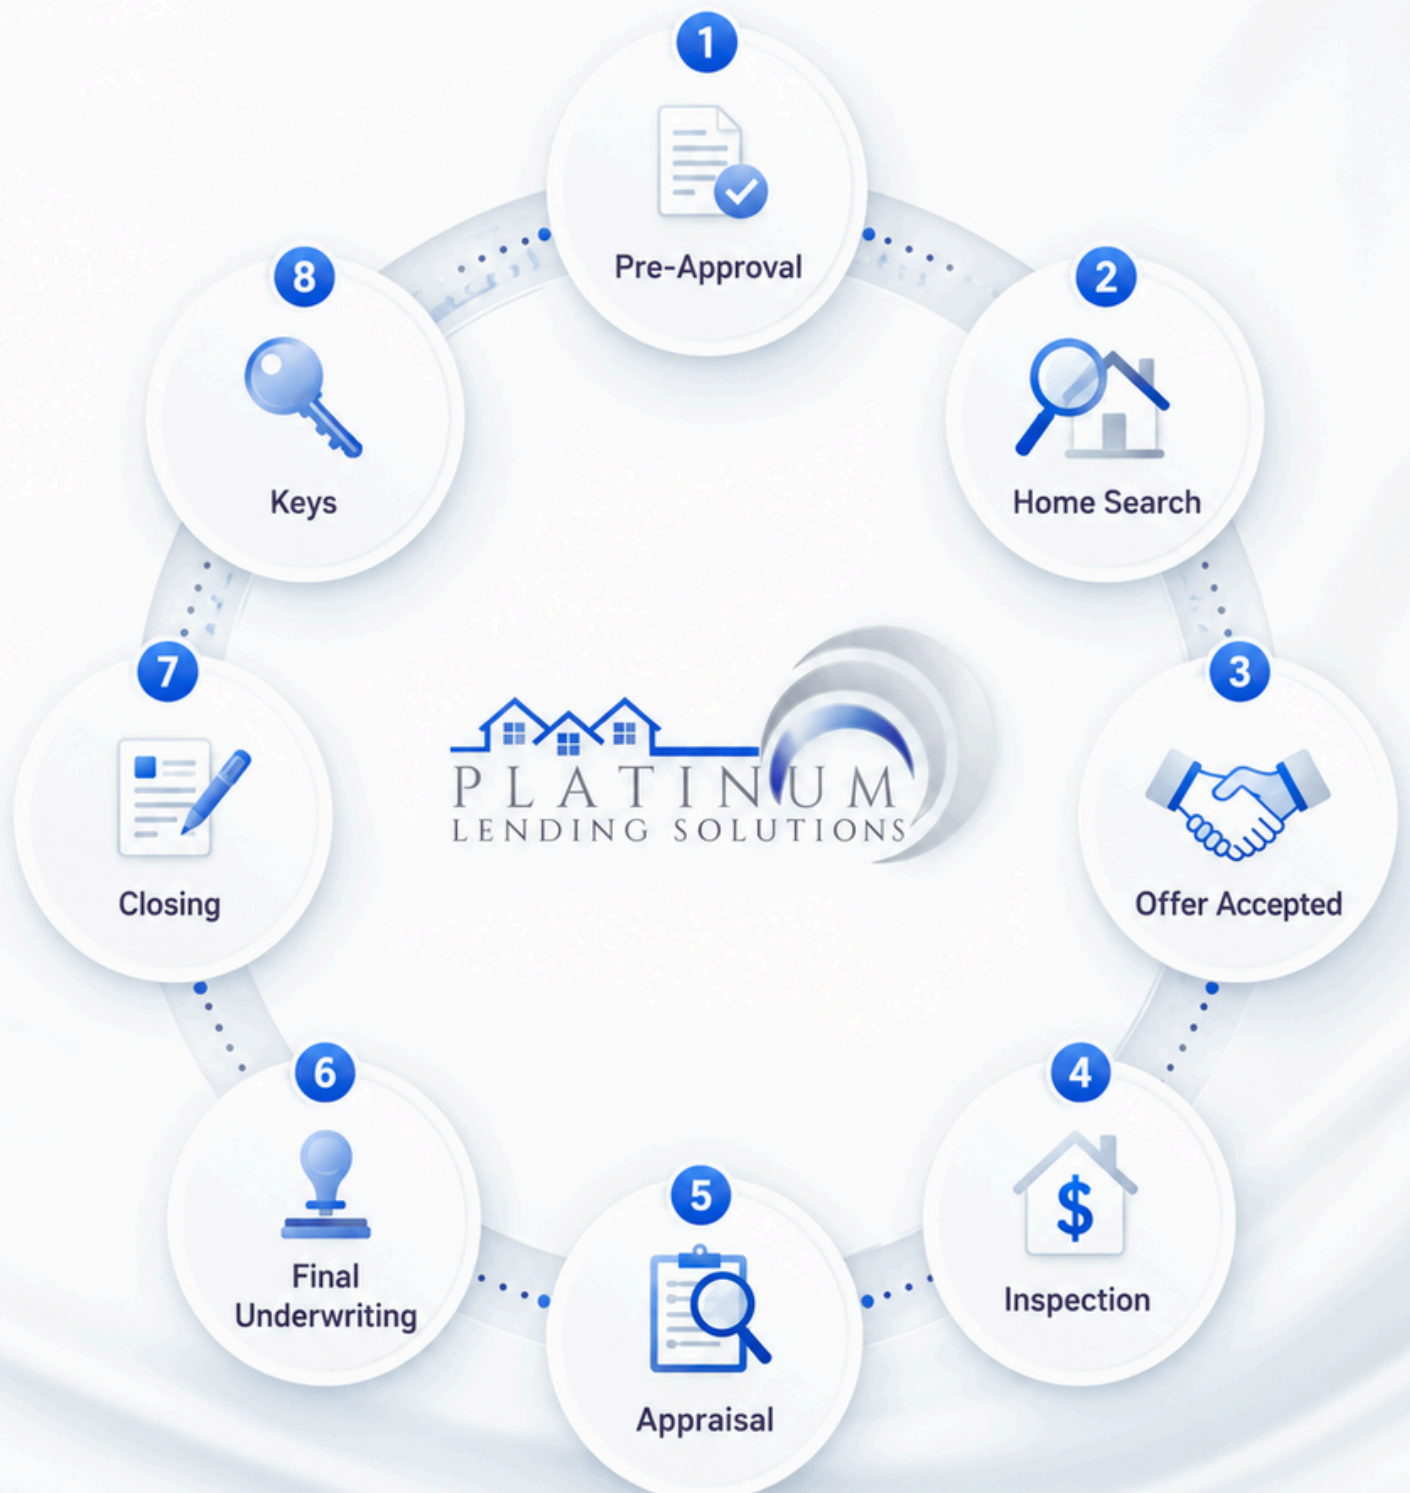 1
Pre-Approval
2
Home Search
3
Offer Accepted
4
Inspection
$
5
Appraisal
6
Final
Underwriting
7
Closing
8
Keys
PLATINUM
LENDING SOLUTIONS